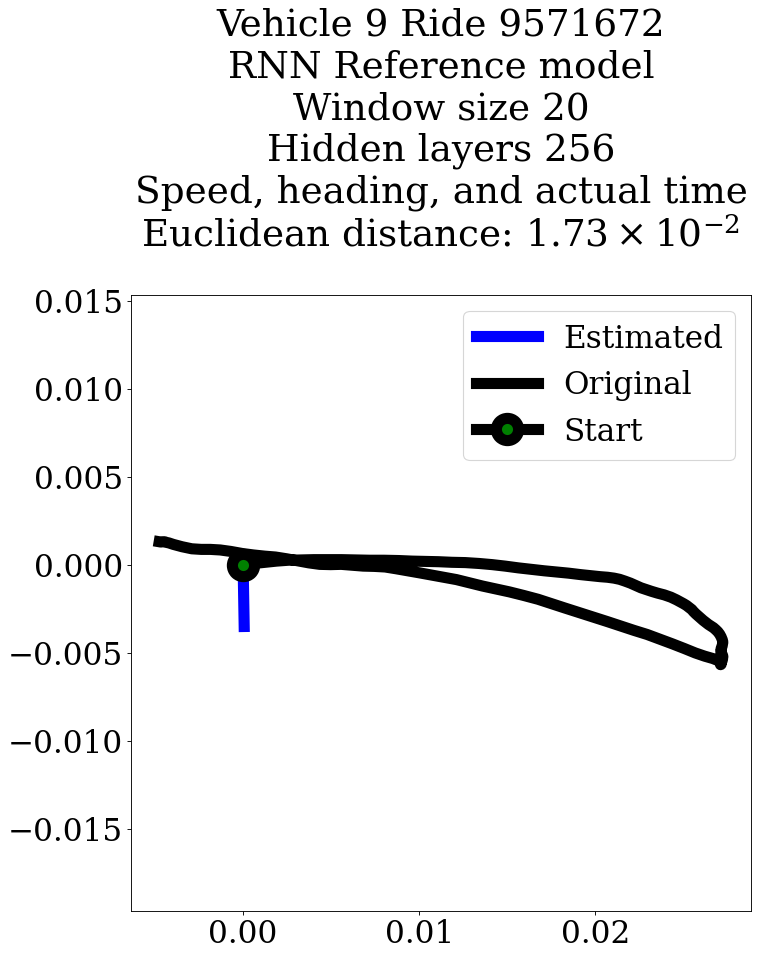 Vehicle 9 Ride 9571672
RNN Reference model
Window size 20
Hidden layers 256
Speed, heading, and actual time
Euclidean distance: 1.73 × 10⁻²
0.015
0.010
0.005
0.000
−0.005
−0.010
−0.015
Estimated
Original
Start
0.00 0.01 0.02